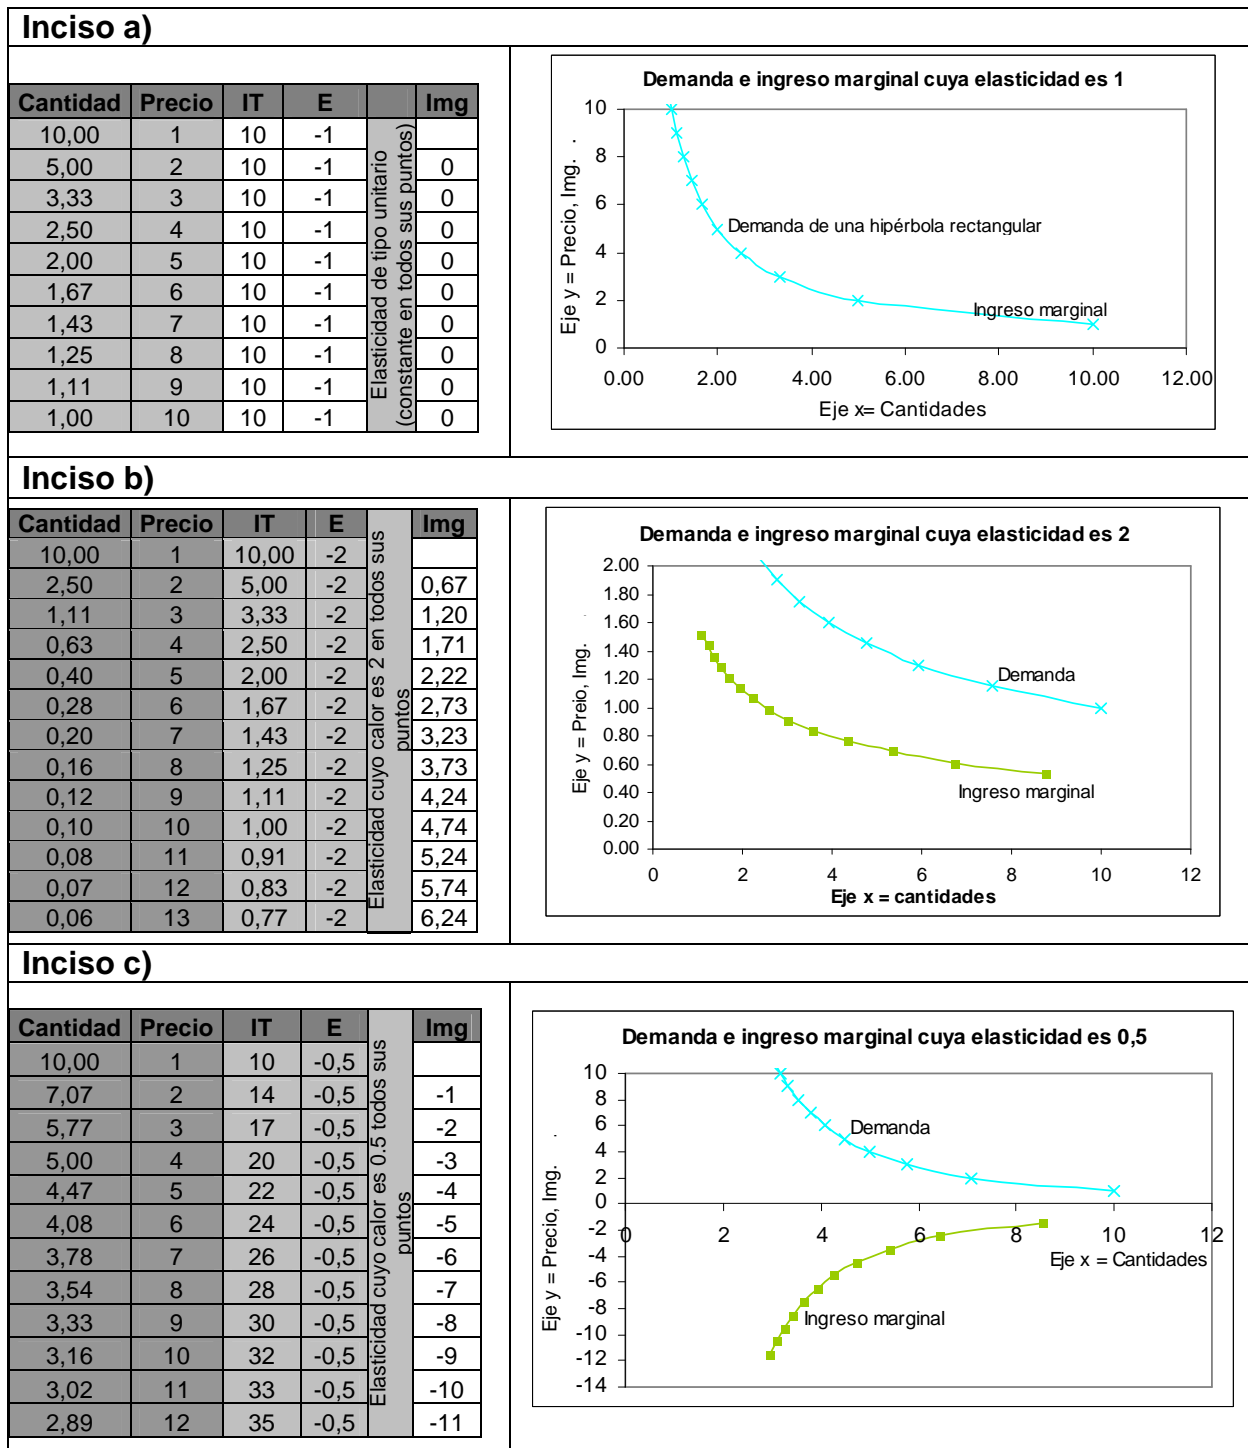 Inciso a)
Cantidad Precio IT E Img
10,00 1 10 -1
5,00 2 10 -1 0
3,33 3 10 -1 0
2,50 4 10 -1 0
2,00 5 10 -1 0
1,67 6 10 -1 0
1,43 7 10 -1 0
1,25 8 10 -1 0
1,11 9 10 -1 0
1,00 10 10 -1 0
Elasticidad de tipo unitario
(constante en todos sus puntos)
Demanda e ingreso marginal cuya elasticidad es 1
Eje y = Precio, Img. .
10
8
6
4
2
0
Demanda de una hipérbola rectangular
Ingreso marginal
0.00 2.00 4.00 6.00 8.00 10.00 12.00
Eje x= Cantidades
Inciso b)
Cantidad Precio IT E Img
10,00 1 10,00 -2
2,50 2 5,00 -2 0,67
1,11 3 3,33 -2 1,20
0,63 4 2,50 -2 1,71
0,40 5 2,00 -2 2,22
0,28 6 1,67 -2 2,73
0,20 7 1,43 -2 3,23
0,16 8 1,25 -2 3,73
0,12 9 1,11 -2 4,24
0,10 10 1,00 -2 4,74
0,08 11 0,91 -2 5,24
0,07 12 0,83 -2 5,74
0,06 13 0,77 -2 6,24
Elasticidad cuyo calor es 2 en todos sus
puntos
Demanda e ingreso marginal cuya elasticidad es 2
Eje y = Preio, Img. .
2.00
1.80
1.60
1.40
1.20
1.00
0.80
0.60
0.40
0.20
0.00
Demanda
Ingreso marginal
0 2 4 6 8 10 12
Eje x = cantidades
Inciso c)
Cantidad Precio IT E Img
10,00 1 10 -0,5
7,07 2 14 -0,5 -1
5,77 3 17 -0,5 -2
5,00 4 20 -0,5 -3
4,47 5 22 -0,5 -4
4,08 6 24 -0,5 -5
3,78 7 26 -0,5 -6
3,54 8 28 -0,5 -7
3,33 9 30 -0,5 -8
3,16 10 32 -0,5 -9
3,02 11 33 -0,5 -10
2,89 12 35 -0,5 -11
Elasticidad cuyo calor es 0.5 todos sus
puntos
Demanda e ingreso marginal cuya elasticidad es 0,5
Eje y = Precio, Img. .
10
8
6
4
2
0
-2
-4
-6
-8
-10
-12
-14
Demanda
0 2 4 6 8 10 12
Eje x = Cantidades
Ingreso marginal